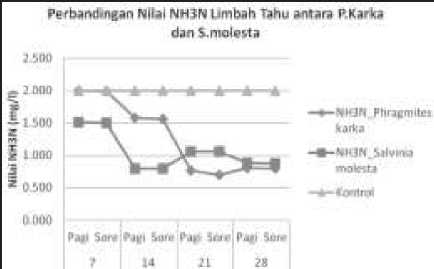 Perbandingan Nilai NH3N Limbah Tahu antara P.Karka
dan S.molesta
Nilai NH3N (mg/l)
2.500
2.000
1.500
1.000
0.500
0.000
Pagi Sore Pagi Sore Pagi Sore Pagi Sore
7 14 21 28
NH3N_Phragmites
karka
NH3N_Salvinia
molesta
Kontrol